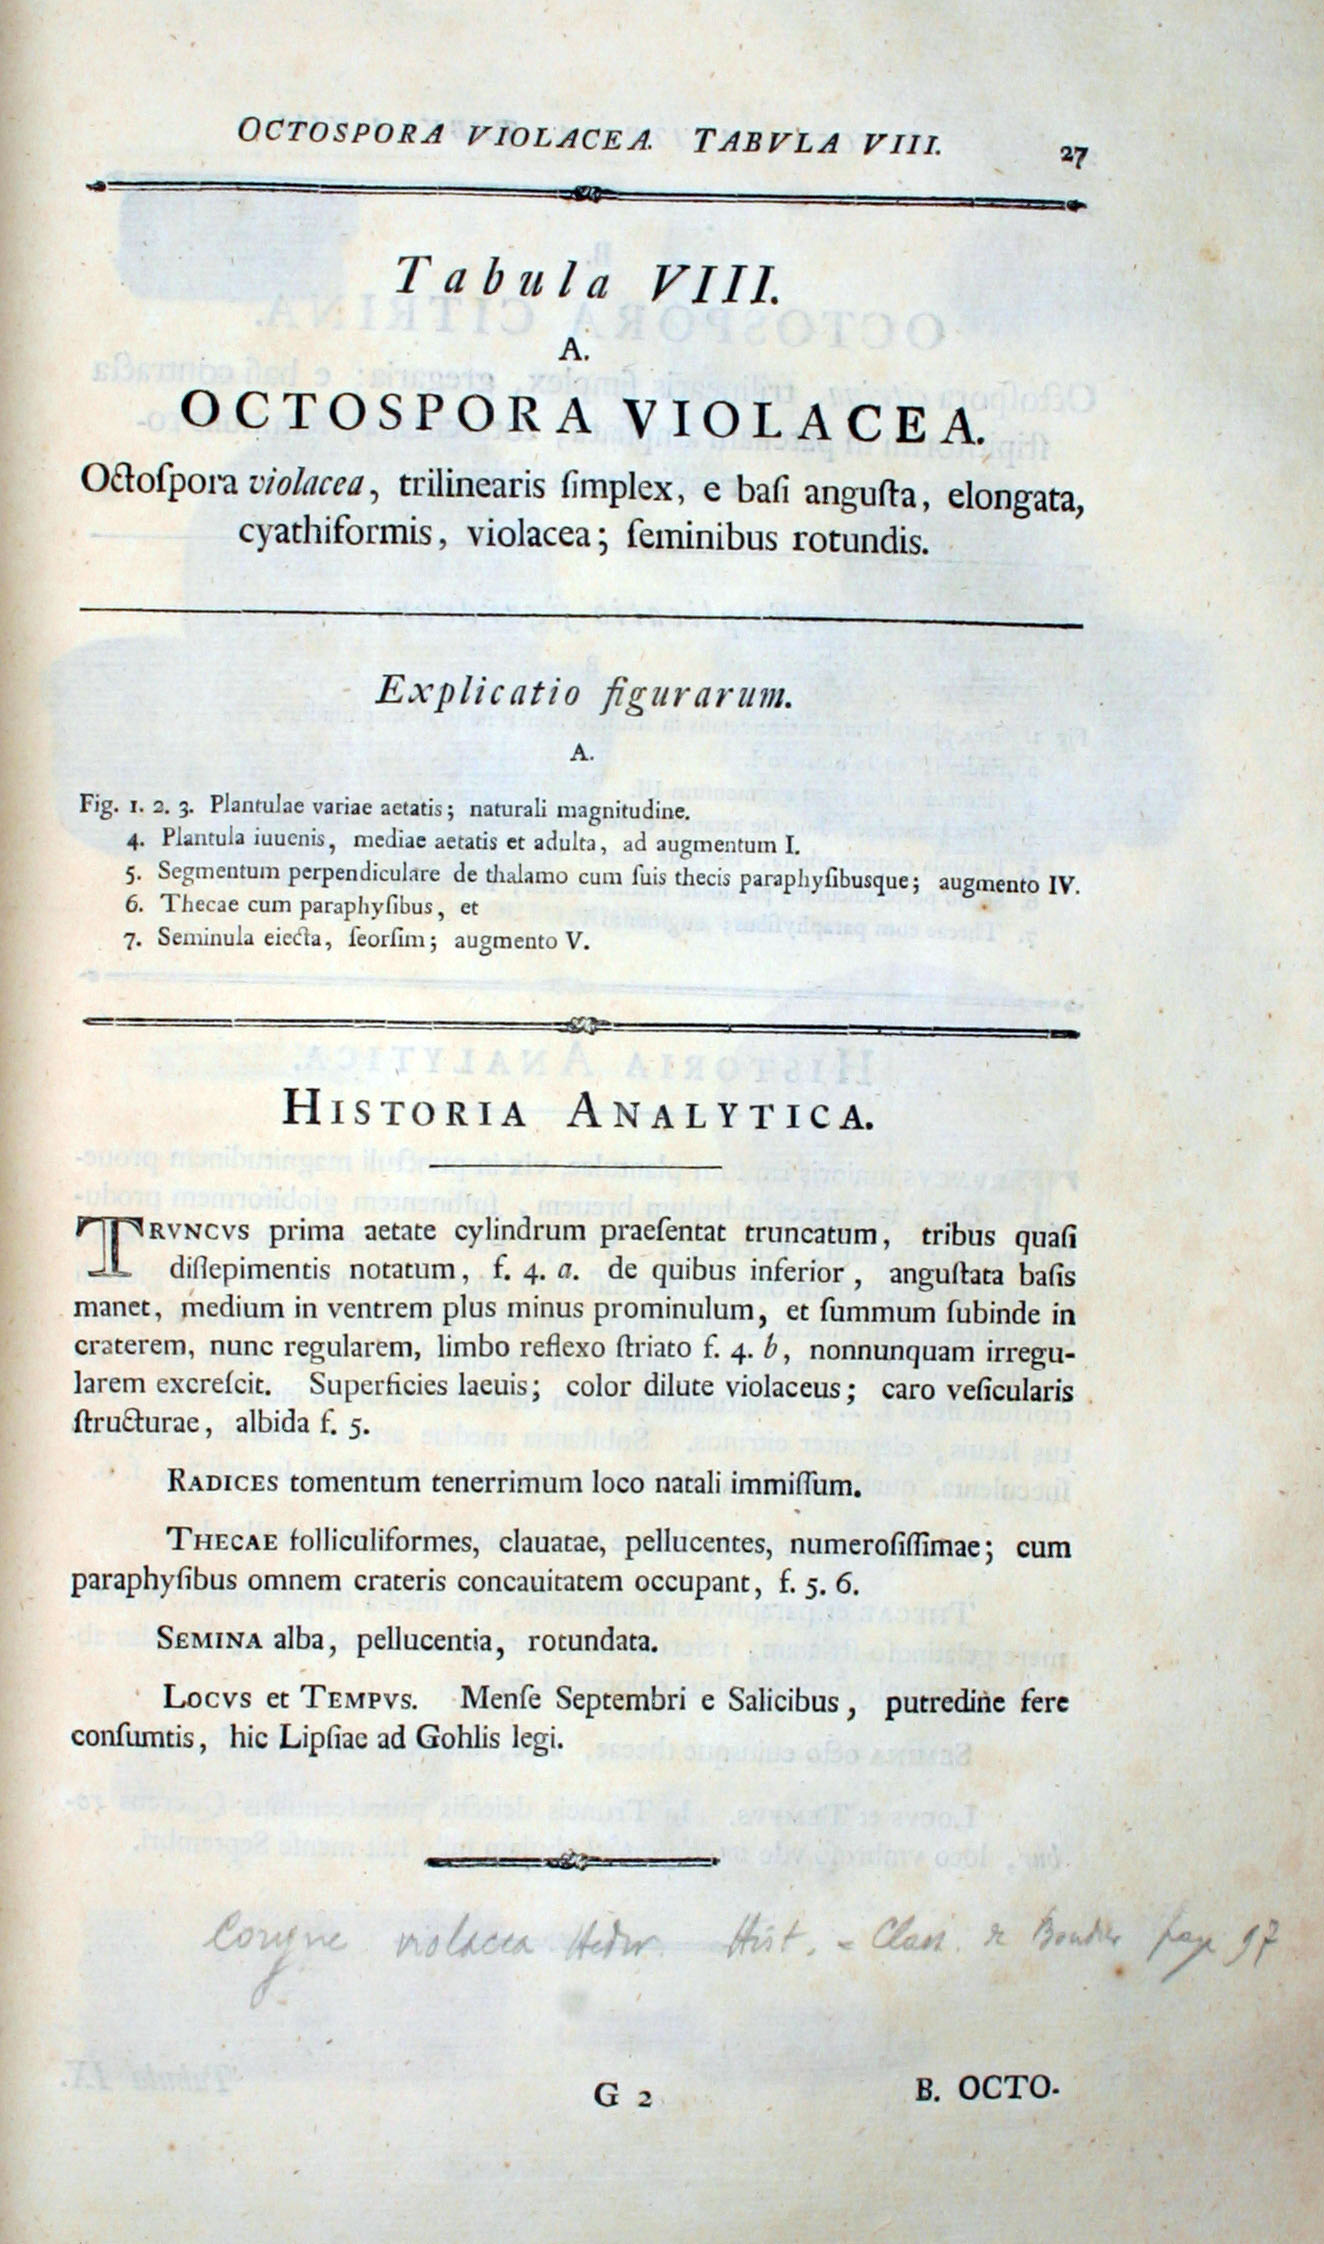 OCTOSPORA VIOLACEA. TABVLA VIII. 27
Tabula VIII.
A.
OCTOSPORA VIOLACEA.
Octoſpora violacea, trilinearis ſimplex, e baſi anguſta, elongata,
cyathiformis, violacea; ſeminibus rotundis.
Explicatio figurarum.
A.
Fig. 1. 2. 3. Plantulae variae aetatis; naturali magnitudine.
4. Plantula iuuenis, mediae aetatis et adulta, ad augmentum I.
5. Segmentum perpendiculare de thalamo cum ſuis thecis paraphyſibusque; augmento IV.
6. Thecae cum paraphyſibus, et
7. Seminula eiecta, ſeorſim; augmento V.
HISTORIA ANALYTICA.
TRVNCVS prima aetate cylindrum praeſentat truncatum, tribus quaſi
diſſepimentis notatum, f. 4. a. de quibus inferior, anguſtata baſis
manet, medium in ventrem plus minus prominulum, et ſummum ſubinde in
craterem, nunc regularem, limbo reflexo ſtriato f. 4. b, nonnunquam irregu-
larem excreſcit. Superficies laeuis; color dilute violaceus; caro veſicularis
ſtructurae, albida f. 5.
RADICES tomentum tenerrimum loco natali immiſſum.
THECAE folliculiformes, clauatae, pellucentes, numeroſiſſimae; cum
paraphyſibus omnem crateris concauitatem occupant, f. 5. 6.
SEMINA alba, pellucentia, rotundata.
LOCVS et TEMPVS. Menſe Septembri e Salicibus, putredine fere
conſumtis, hic Lipſiae ad Gohlis legi.
violacea Hedw. Hist. = Class. de Boudier page 97
G 2 B. OCTO-